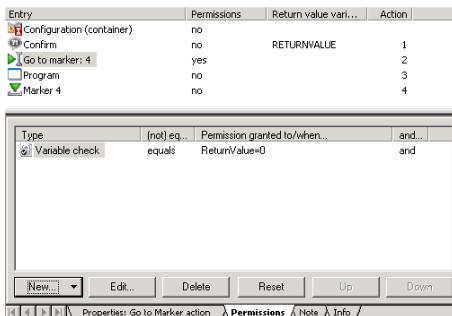 Entry Permissions Return value vari... Action
Configuration (container) no
Confirm no RETURNVALUE 1
Go to marker: 4 yes 2
Program no 3
Marker 4 no 4
Type (not) eq... Permission granted to/when... and...
Variable check equals ReturnValue=0 and
New... Edit... Delete Reset Up Down
Properties: Go to Marker action Permissions Note Info